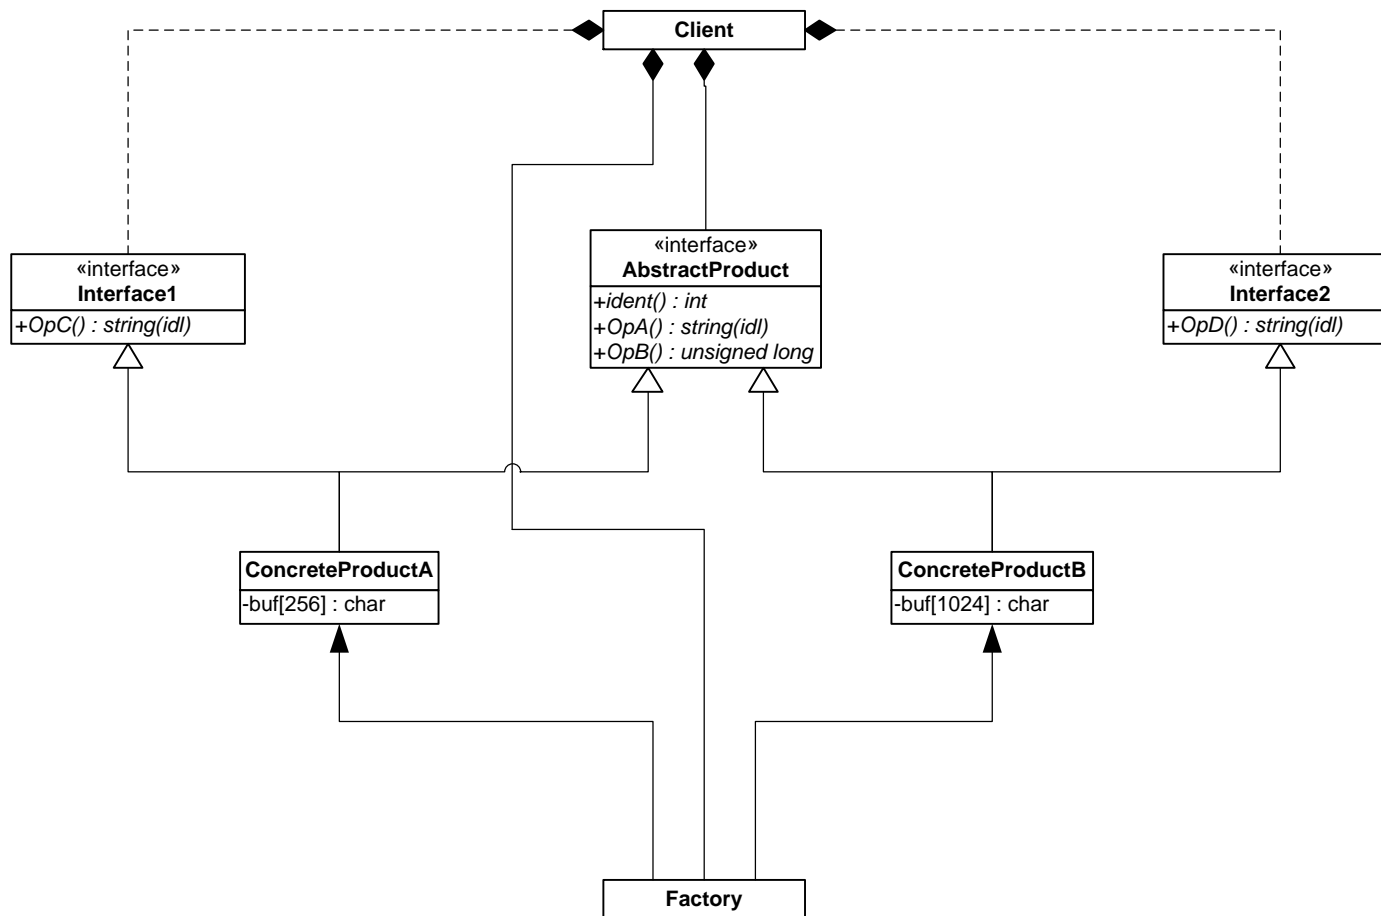 Client
«interface»
Interface1
+OpC() : string(idl)
«interface»
AbstractProduct
+ident() : int
+OpA() : string(idl)
+OpB() : unsigned long
«interface»
Interface2
+OpD() : string(idl)
ConcreteProductA
-buf[256] : char
ConcreteProductB
-buf[1024] : char
Factory